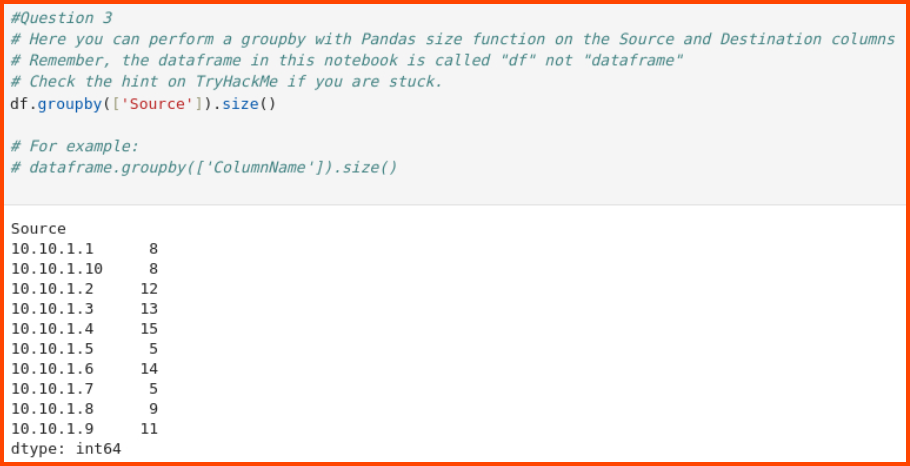 #Question 3
# Here you can perform a groupby with Pandas size function on the Source and Destination columns
# Remember, the dataframe in this notebook is called "df" not "dataframe"
# Check the hint on TryHackMe if you are stuck.
df.groupby(['Source']).size()
# For example:
# dataframe.groupby(['ColumnName']).size()
Source
10.10.1.1      8
10.10.1.10     8
10.10.1.2     12
10.10.1.3     13
10.10.1.4     15
10.10.1.5      5
10.10.1.6     14
10.10.1.7      5
10.10.1.8      9
10.10.1.9     11
dtype: int64